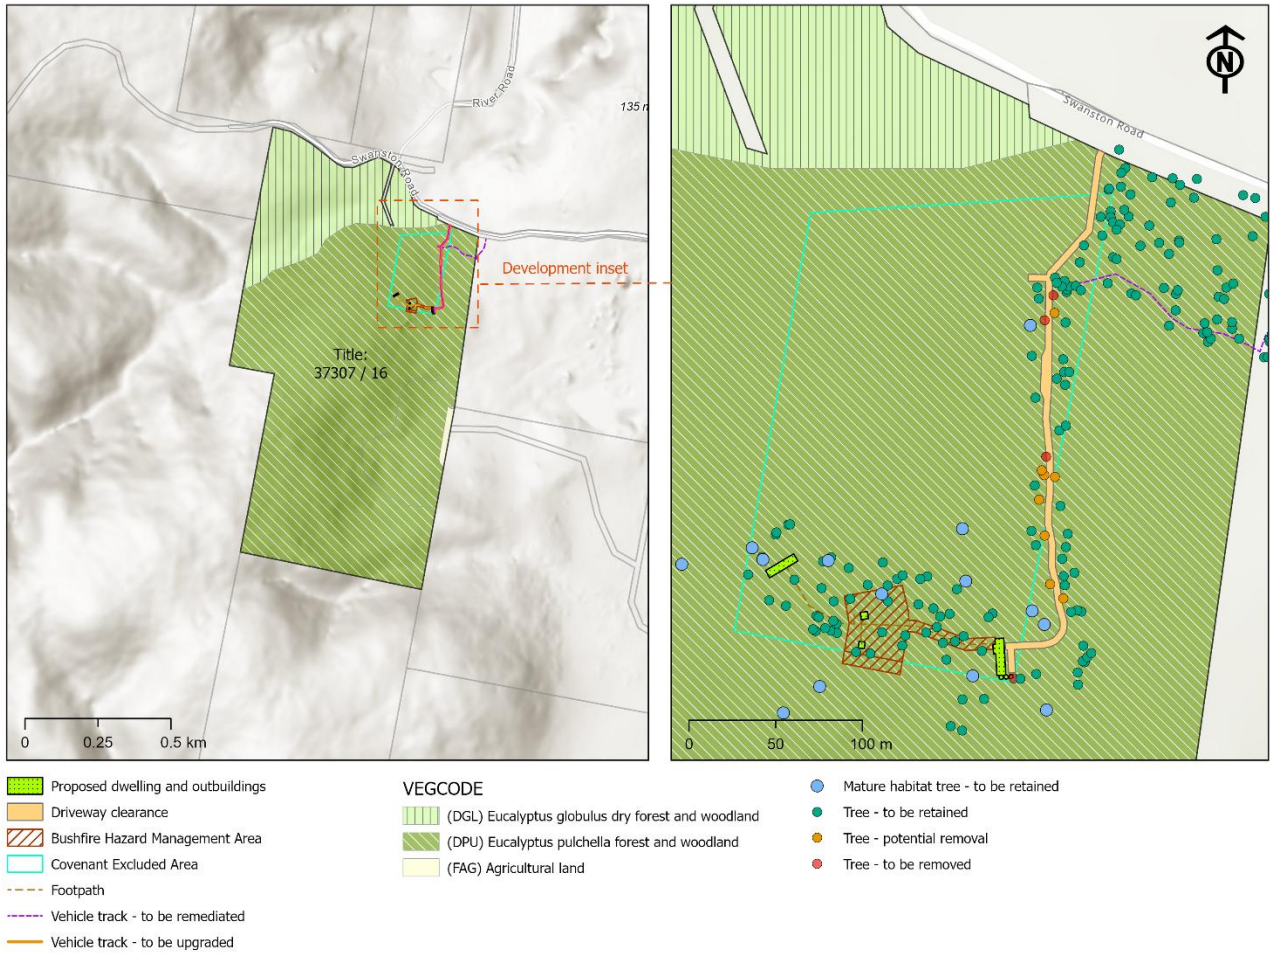 River Road
135 m
Swanston Road
Development inset
Title:
37307 / 16
0 0.25 0.5 km
N
Swanston Road
0 50 100 m
Proposed dwelling and outbuildings
Driveway clearance
Bushfire Hazard Management Area
Covenant Excluded Area
Footpath
Vehicle track - to be remediated
Vehicle track - to be upgraded
VEGCODE
(DGL) Eucalyptus globulus dry forest and woodland
(DPU) Eucalyptus pulchella forest and woodland
(FAG) Agricultural land
Mature habitat tree - to be retained
Tree - to be retained
Tree - potential removal
Tree - to be removed